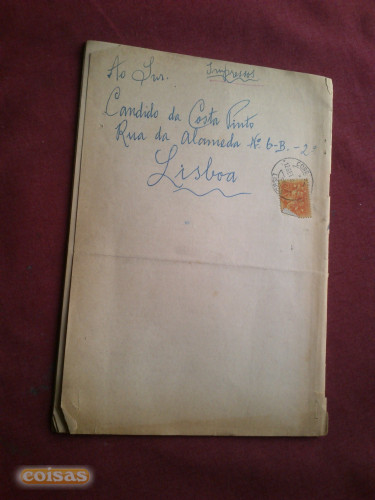 Ao Snr. Impressos
Candido da Costa Pinto
Rua da Alameda Nº 6-B.-2º
Lisboa
coisas